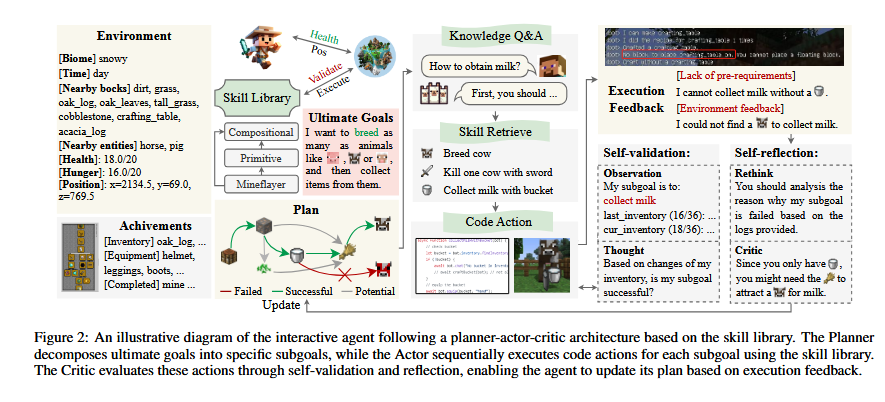 Environment
[Biome] snowy
[Time] day
[Nearby bocks] dirt, grass,
oak_log, oak_leaves, tall_grass,
cobblestone, crafting_table,
acacia_log
[Nearby entities] horse, pig
[Health]: 18.0/20
[Hunger]: 16.0/20
[Position]: x=2134.5, y=69.0,
z=769.5
Achivements
[Inventory] oak_log, ...
[Equipment] helmet,
leggings, boots, ...
[Completed] mine ...
Health
Pos
Validate
Execute
Skill Library
Compositional
Primitive
Mineflayer
Ultimate Goals
I want to breed as
many as animals
like , or ,
and then collect
items from them.
Plan
Failed
Successful
Potential
Update
Knowledge Q&A
How to obtain milk?
First, you should ...
Skill Retrieve
Breed cow
Kill one cow with sword
Collect milk with bucket
Code Action
No block to place crafting_table on. You cannot place a floating block.
Execution
Feedback
[Lack of pre-requirements]
I cannot collect milk without a .
[Environment feedback]
I could not find a to collect milk.
Self-validation:
Observation
My subgoal is to:
collect milk
last_inventory (16/36): ...
cur_inventory (18/36): ...
Thought
Based on changes of my
inventory, is my subgoal
successful?
Self-reflection:
Rethink
You should analysis the
reason why my subgoal
is failed based on the
logs provided.
Critic
Since you only have ,
you might need the to
attract a for milk.
Figure 2: An illustrative diagram of the interactive agent following a planner-actor-critic architecture based on the skill library. The Planner
decomposes ultimate goals into specific subgoals, while the Actor sequentially executes code actions for each subgoal using the skill library.
The Critic evaluates these actions through self-validation and reflection, enabling the agent to update its plan based on execution feedback.